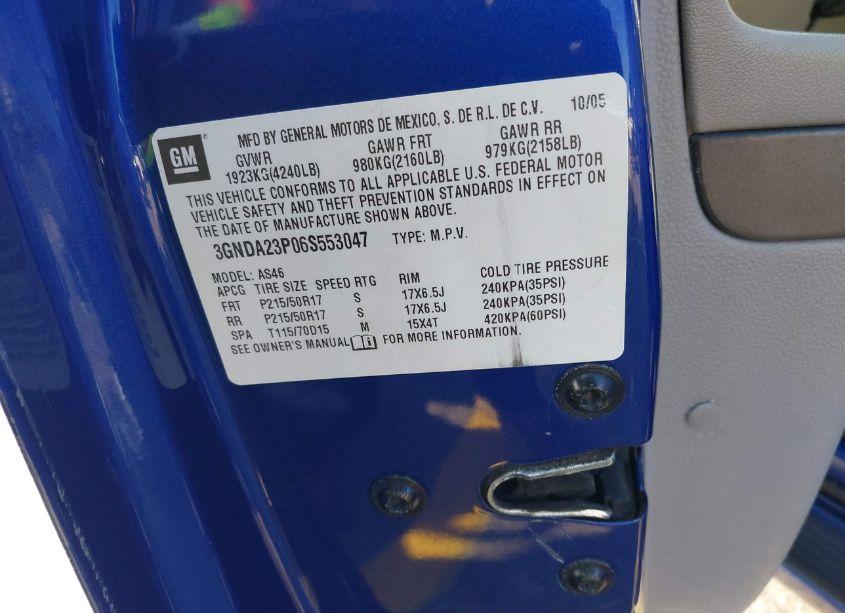 GM
MFD BY GENERAL MOTORS DE MEXICO, S. DE R.L. DE C.V. 10/05
GVWR GAWR FRT GAWR RR
1923KG(4240LB) 980KG(2160LB) 979KG(2158LB)
THIS VEHICLE CONFORMS TO ALL APPLICABLE U.S. FEDERAL MOTOR
VEHICLE SAFETY AND THEFT PREVENTION STANDARDS IN EFFECT ON
THE DATE OF MANUFACTURE SHOWN ABOVE.
3GNDA23P06S553047 TYPE: M.P.V.
MODEL: AS46
APCG TIRE SIZE SPEED RTG RIM COLD TIRE PRESSURE
FRT P215/50R17 S 17X6.5J 240KPA(35PSI)
RR P215/50R17 S 17X6.5J 240KPA(35PSI)
SPA T115/70D15 M 15X4T 420KPA(60PSI)
SEE OWNER'S MANUAL i FOR MORE INFORMATION.